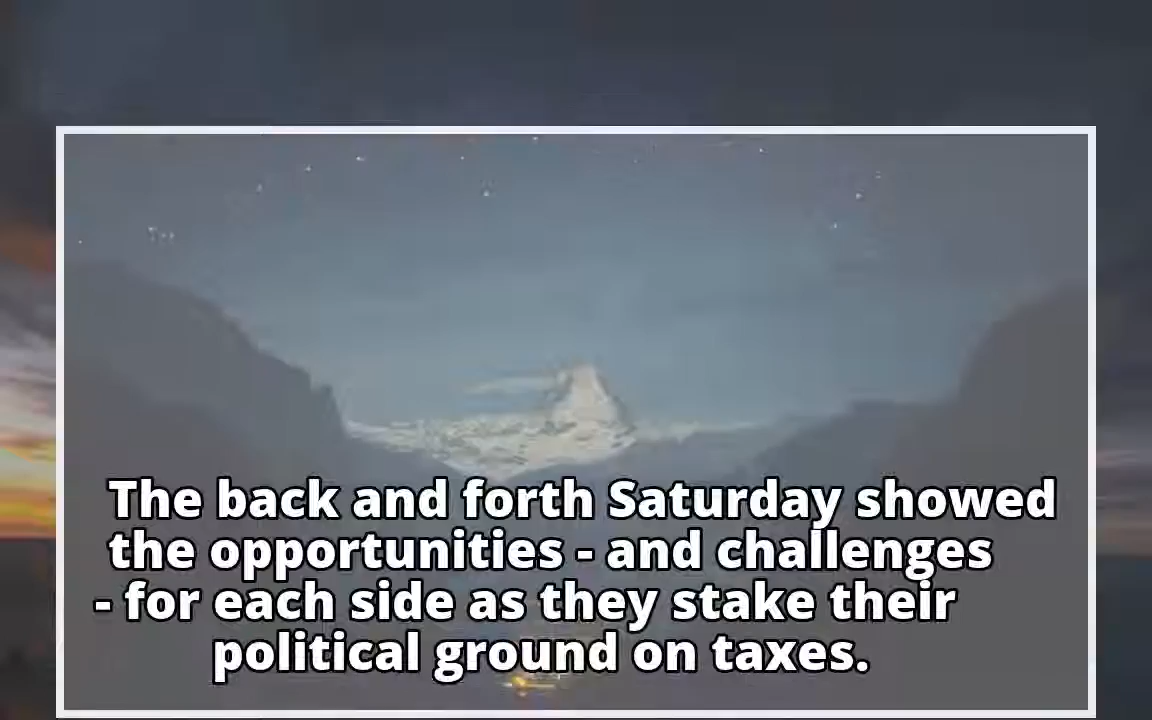 The back and forth Saturday showed
the opportunities - and challenges
- for each side as they stake their
political ground on taxes.